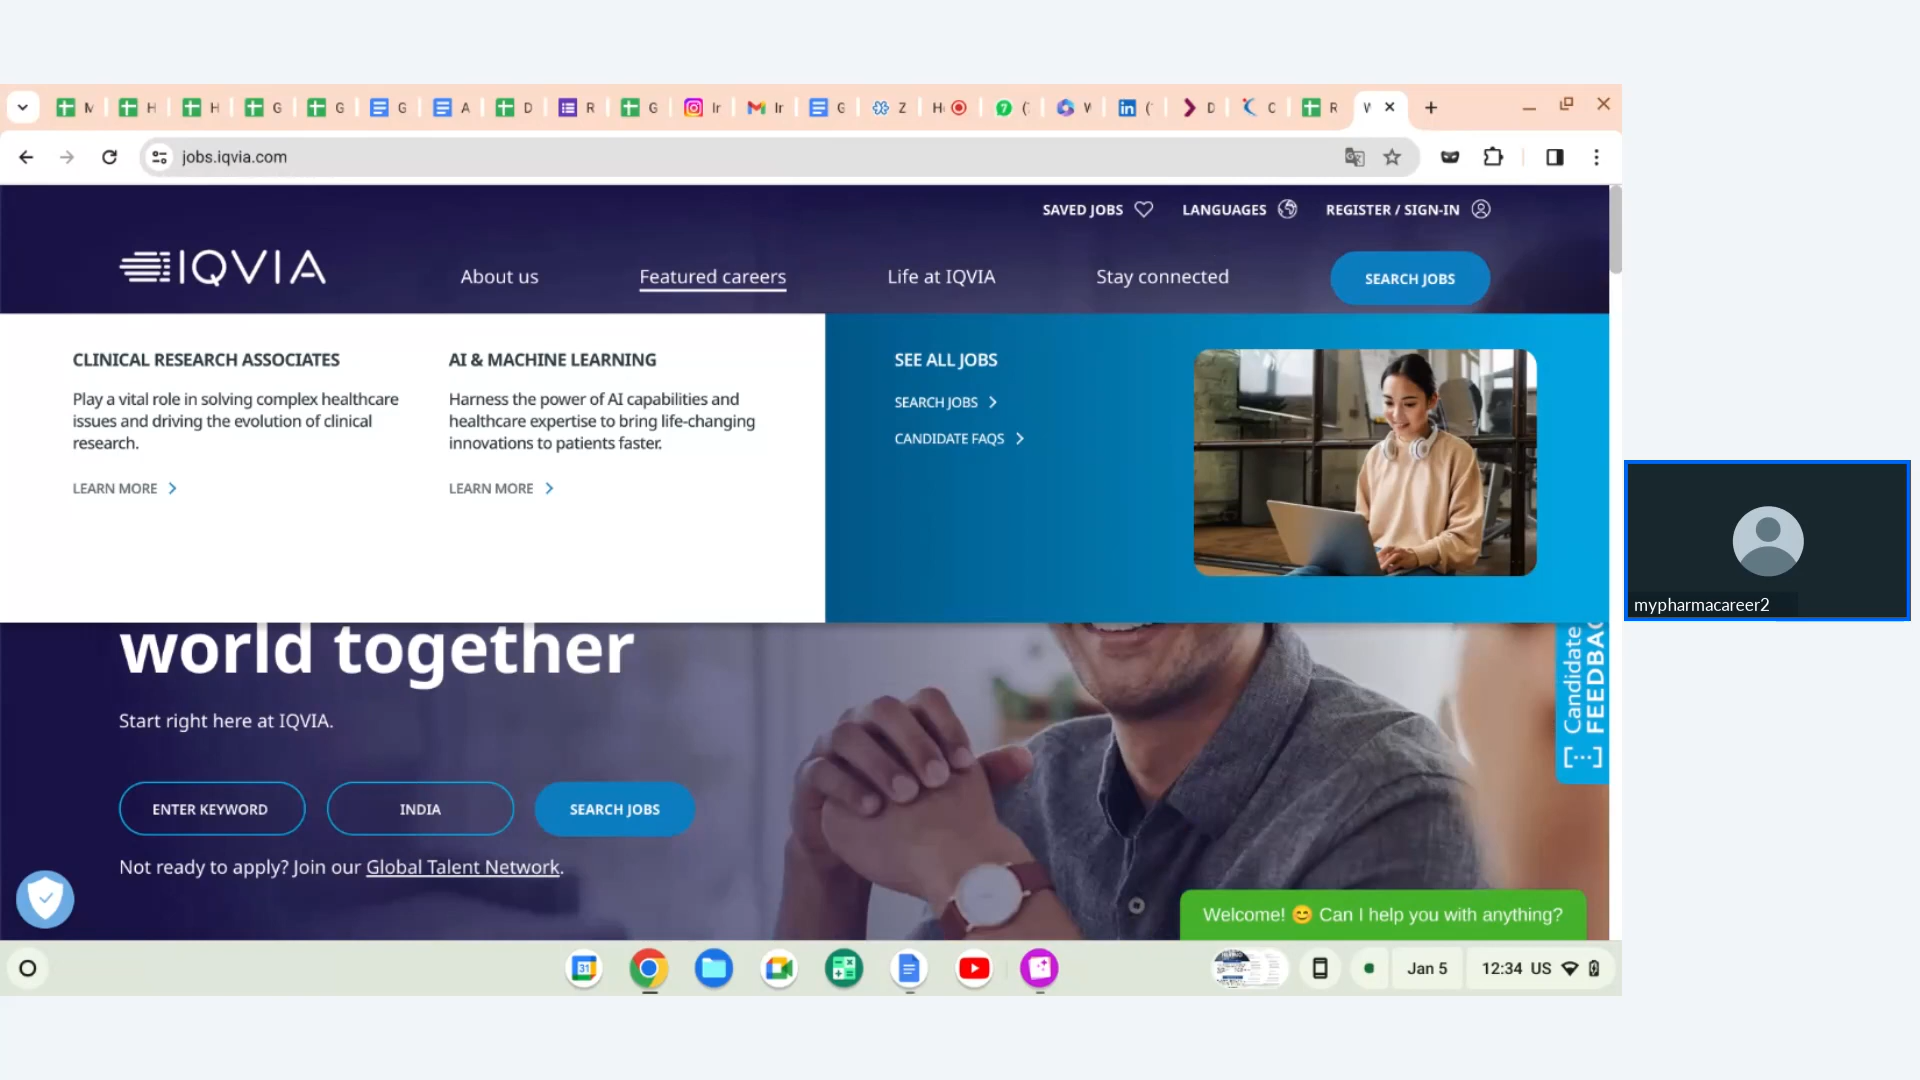 M
H
H
G
G
G
A
D
R
G
Ir
Ir
G
Z
H
7
(
W
in
(
D
C
R
V
jobs.iqvia.com
SAVED JOBS
LANGUAGES
REGISTER / SIGN-IN
IQVIA
About us
Featured careers
Life at IQVIA
Stay connected
SEARCH JOBS
CLINICAL RESEARCH ASSOCIATES
Play a vital role in solving complex healthcare
issues and driving the evolution of clinical
research.
LEARN MORE
AI & MACHINE LEARNING
Harness the power of AI capabilities and
healthcare expertise to bring life-changing
innovations to patients faster.
LEARN MORE
SEE ALL JOBS
SEARCH JOBS
CANDIDATE FAQS
mypharmacareer2
world together
Start right here at IQVIA.
ENTER KEYWORD
INDIA
SEARCH JOBS
Not ready to apply? Join our Global Talent Network.
Candidate
Welcome! 😊 Can I help you with anything?
31
Jan 5
12:34 US